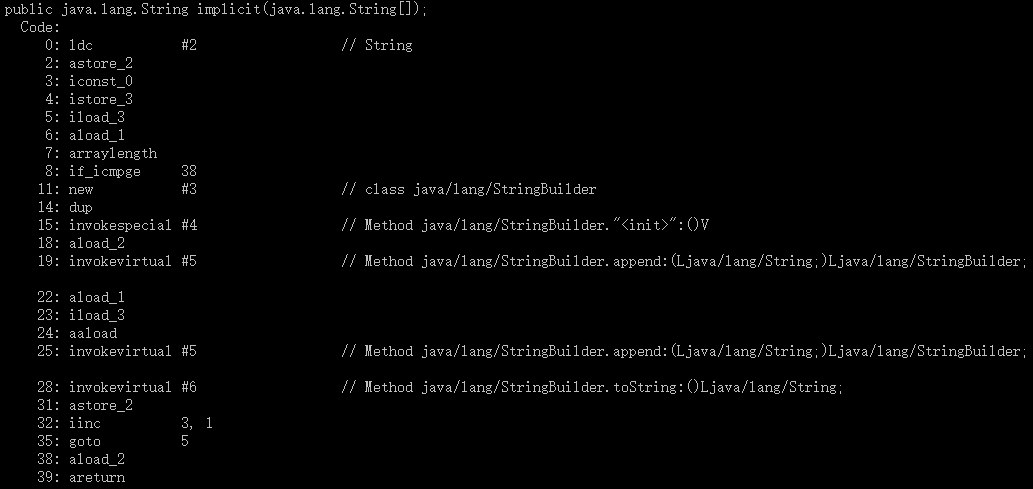 public java.lang.String implicit(java.lang.String[]);
  Code:
     0: ldc           #2                  // String
     2: astore_2
     3: iconst_0
     4: istore_3
     5: iload_3
     6: aload_1
     7: arraylength
     8: if_icmpge     38
    11: new           #3                  // class java/lang/StringBuilder
    14: dup
    15: invokespecial #4                  // Method java/lang/StringBuilder."<init>":()V
    18: aload_2
    19: invokevirtual #5                  // Method java/lang/StringBuilder.append:(Ljava/lang/String;)Ljava/lang/StringBuilder;
    22: aload_1
    23: iload_3
    24: aaload
    25: invokevirtual #5                  // Method java/lang/StringBuilder.append:(Ljava/lang/String;)Ljava/lang/StringBuilder;
    28: invokevirtual #6                  // Method java/lang/StringBuilder.toString:()Ljava/lang/String;
    31: astore_2
    32: iinc          3, 1
    35: goto          5
    38: aload_2
    39: areturn